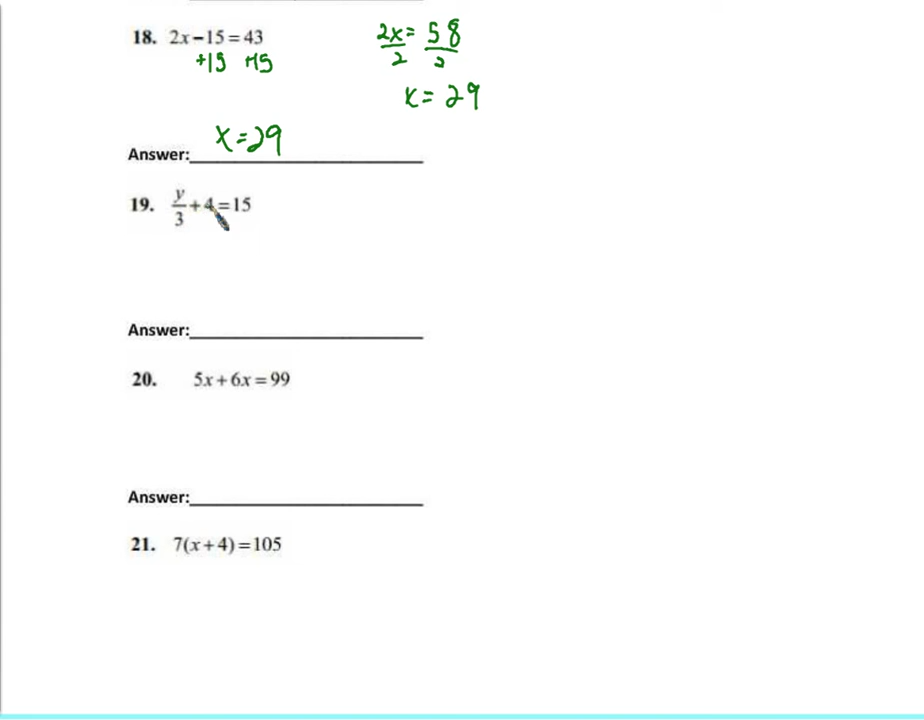 18. 2x−15=43 2x = 58
+15 +15 2 2
x = 29
Answer: x=29
19. y/3 + 4 = 15
Answer:
20. 5x + 6x = 99
Answer:
21. 7(x + 4) = 105